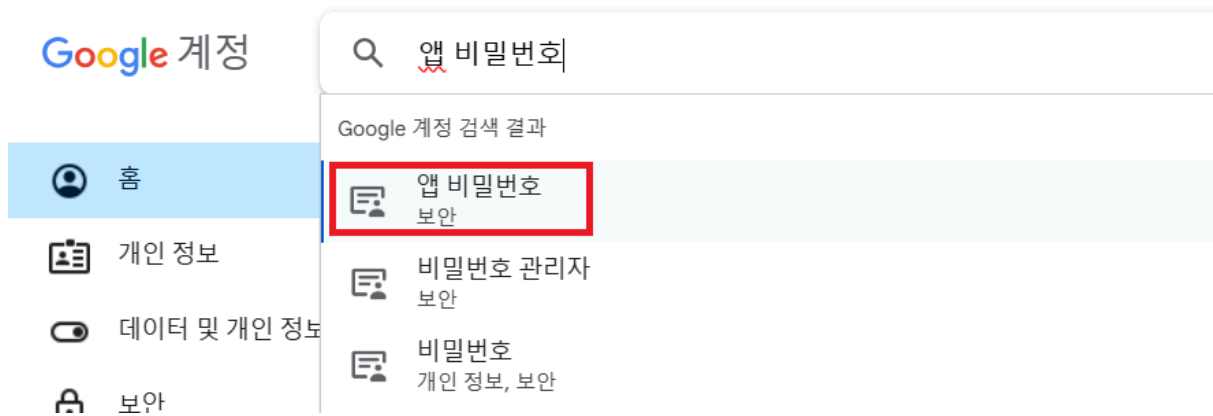 Google 계정
앱 비밀번호
Google 계정 검색 결과
홈
앱 비밀번호
보안
개인 정보
비밀번호 관리자
보안
데이터 및 개인 정보
비밀번호
개인 정보, 보안
보안